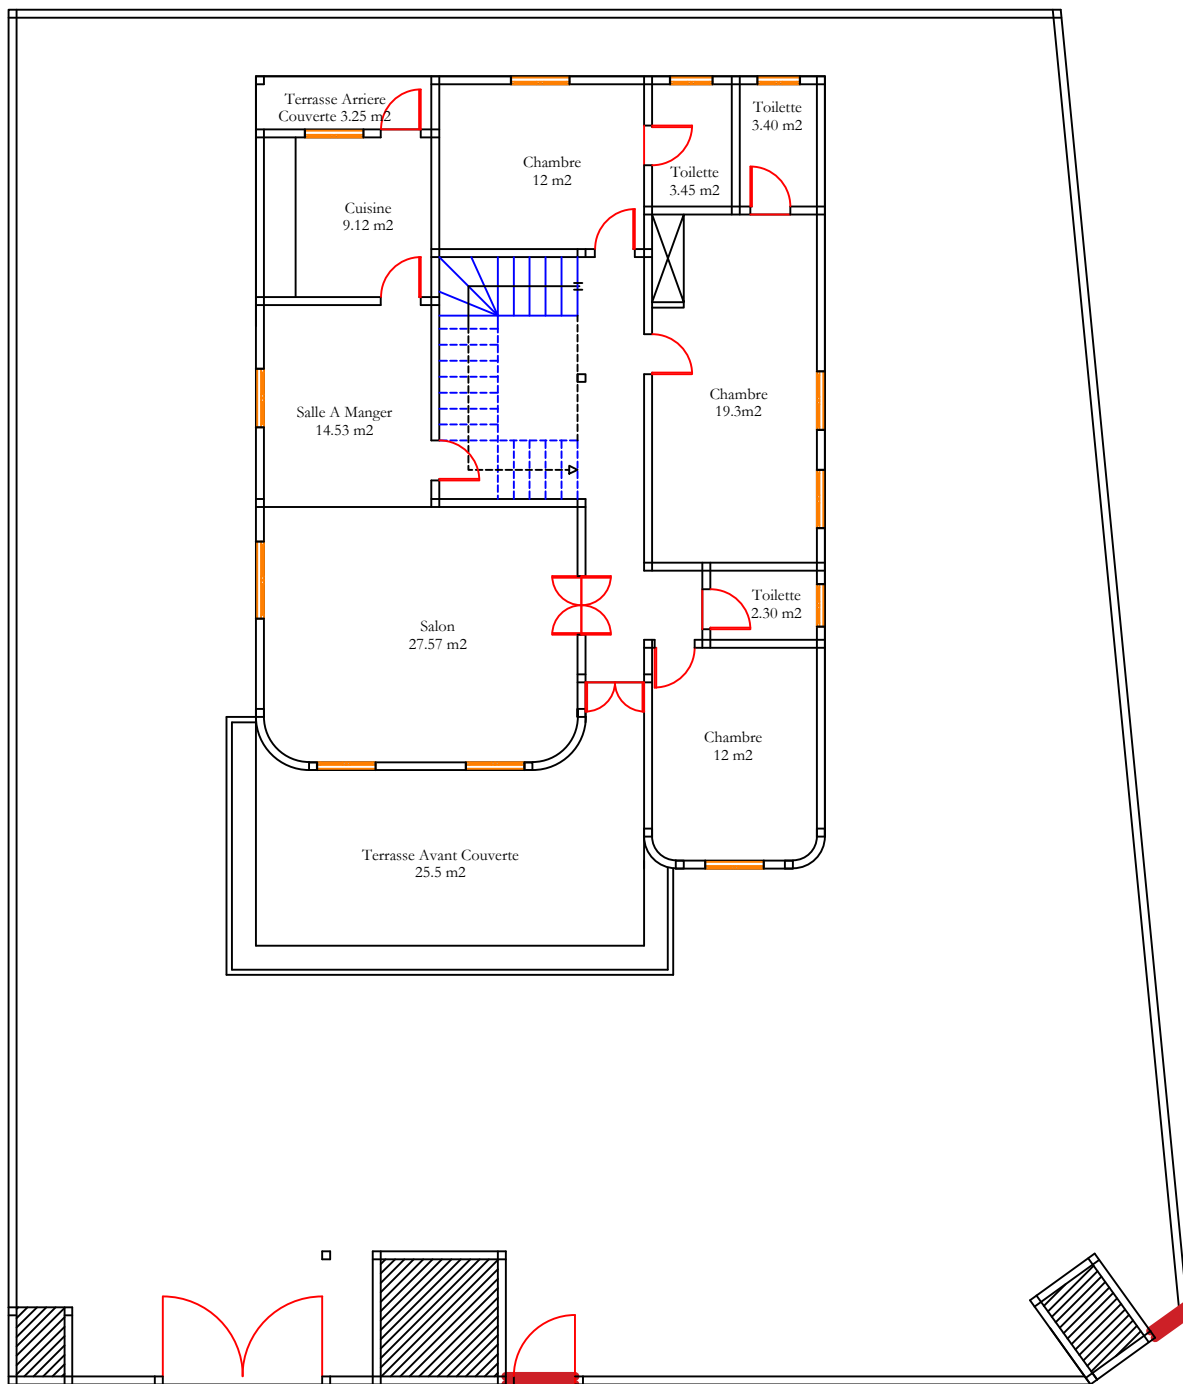 Terrasse Arriere
Couverte 3.25 m2
Toilette
3.40 m2
Chambre
12 m2
Toilette
3.45 m2
Cuisine
9.12 m2
Chambre
19.3m2
Salle A Manger
14.53 m2
Toilette
2.30 m2
Salon
27.57 m2
Chambre
12 m2
Terrasse Avant Couverte
25.5 m2